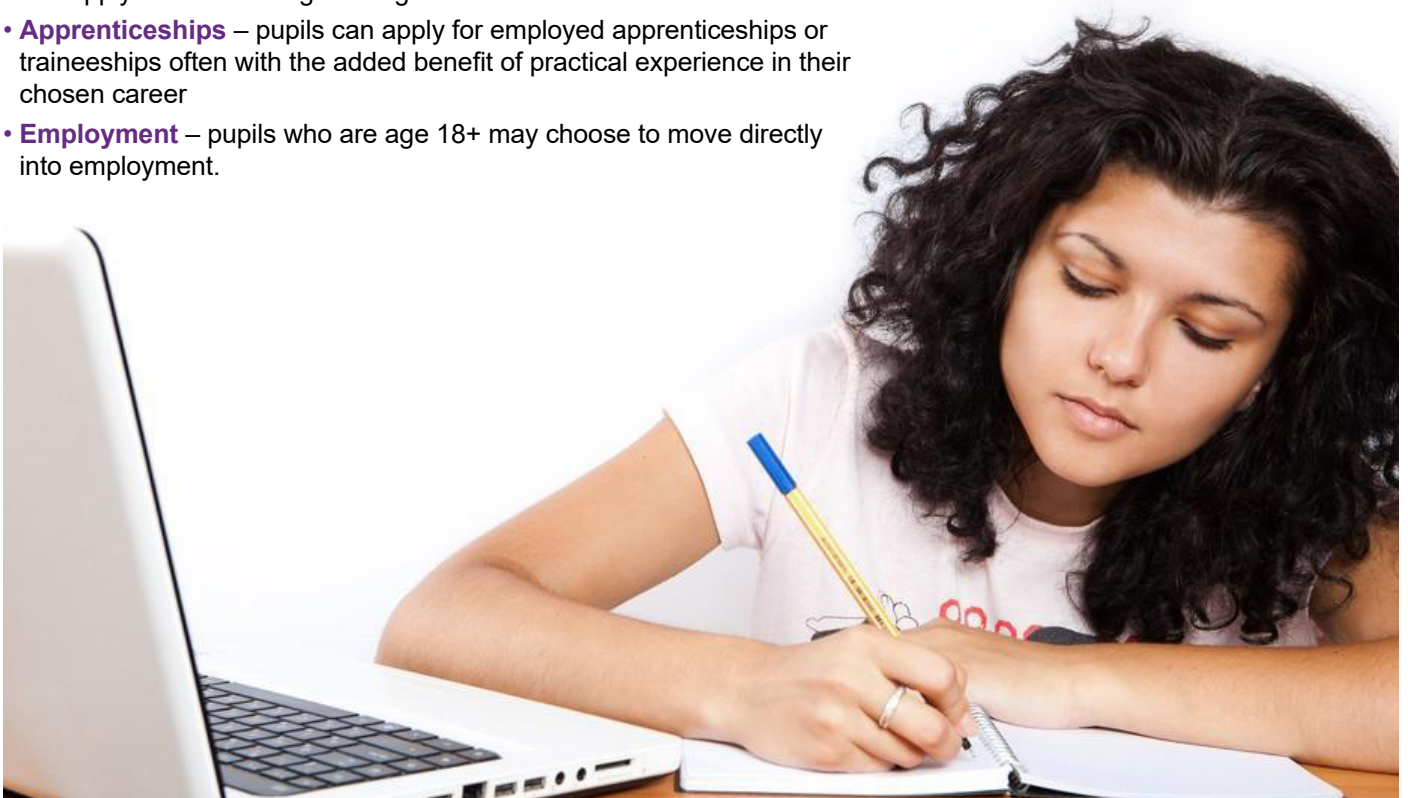 • Apprenticeships – pupils can apply for employed apprenticeships or
traineeships often with the added benefit of practical experience in their
chosen career
• Employment – pupils who are age 18+ may choose to move directly
into employment.